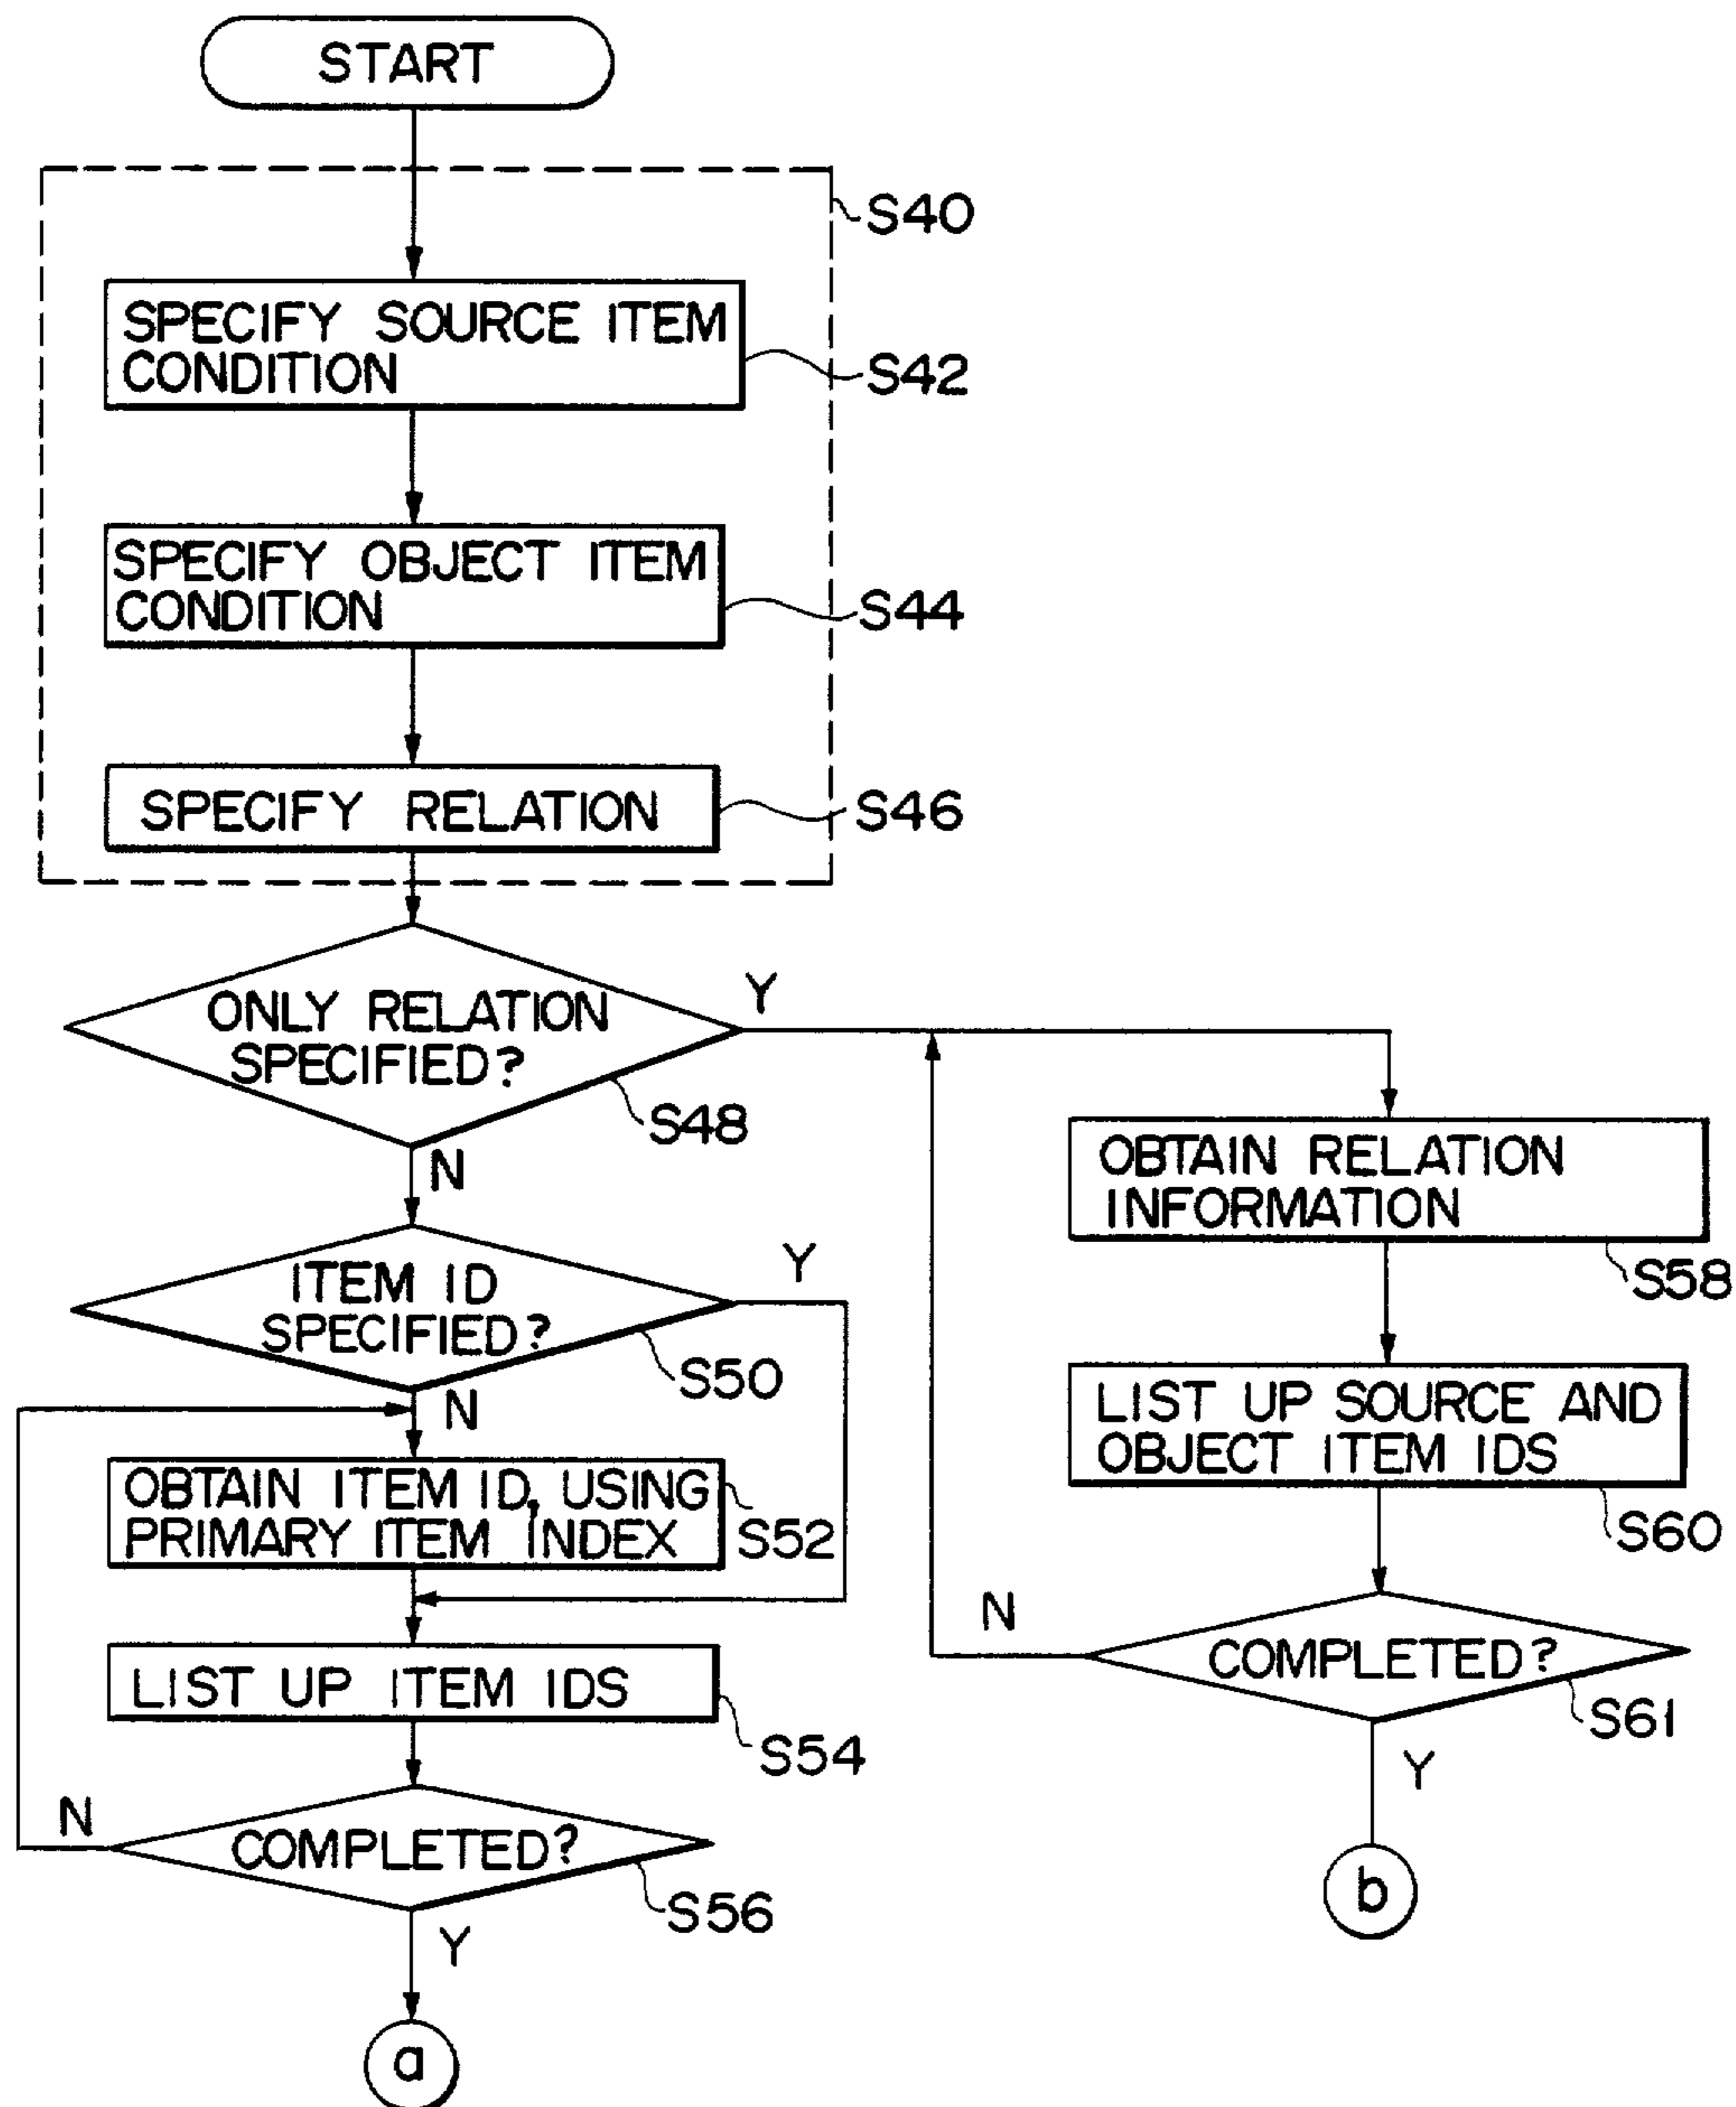 START
S40
SPECIFY SOURCE ITEM
CONDITION
S42
SPECIFY OBJECT ITEM
CONDITION
S44
SPECIFY RELATION
S46
ONLY RELATION
SPECIFIED?
Y
S48
N
ITEM ID
SPECIFIED?
Y
S50
N
OBTAIN ITEM ID, USING
PRIMARY ITEM INDEX
S52
LIST UP ITEM IDS
S54
COMPLETED?
N
S56
Y
a
OBTAIN RELATION
INFORMATION
S58
LIST UP SOURCE AND
OBJECT ITEM IDS
S60
COMPLETED?
N
S61
Y
b